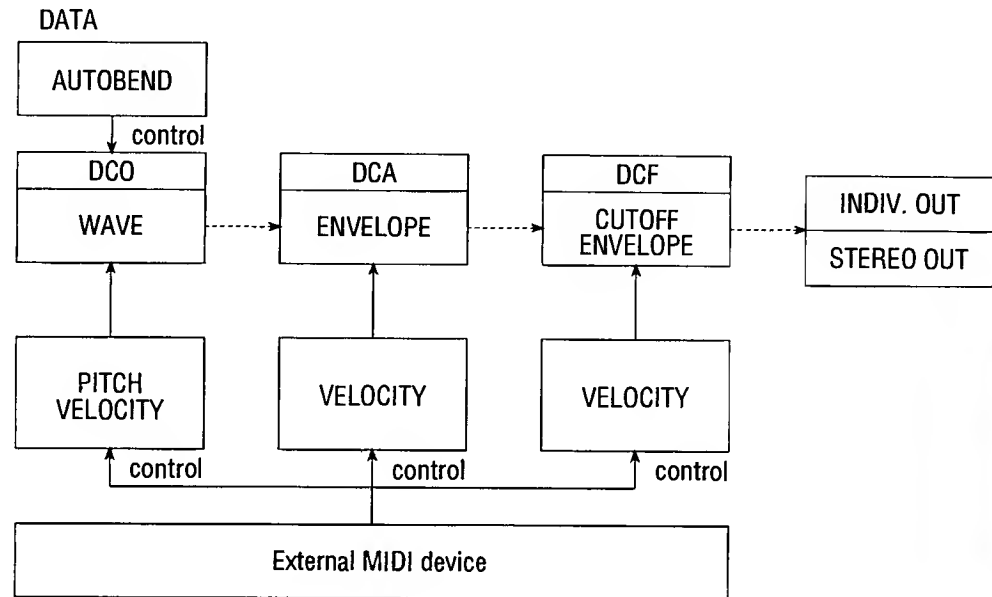 DATA
AUTOBEND
control
DCO
WAVE
DCA
ENVELOPE
DCF
CUTOFF
ENVELOPE
INDIV. OUT
STEREO OUT
PITCH
VELOCITY
VELOCITY
VELOCITY
control
control
control
External MIDI device